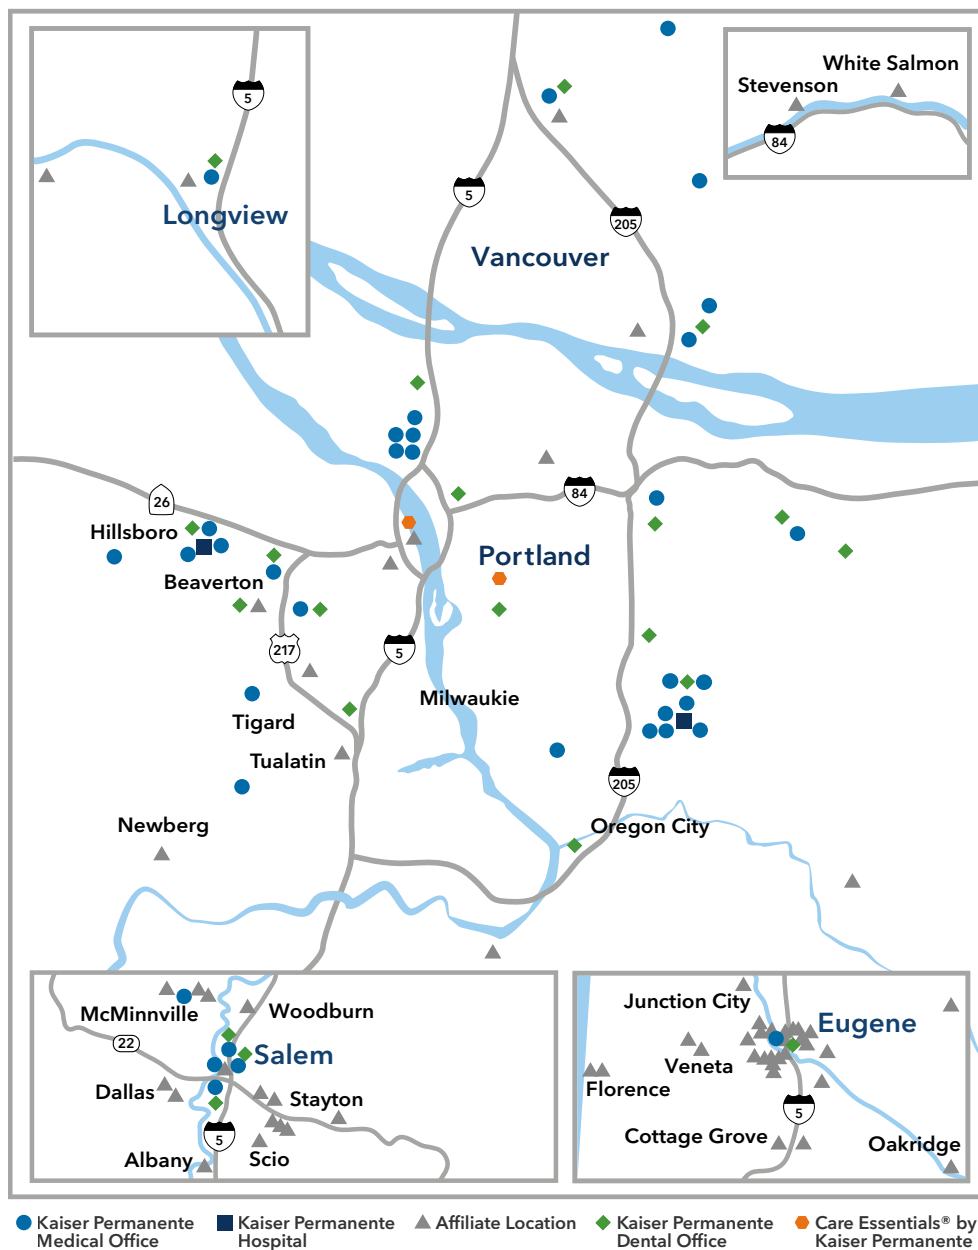 White Salmon
Stevenson
5
84
5
205
Longview
Vancouver
26
84
Hillsboro
Portland
Beaverton
217
5
Milwaukie
Tigard
Tualatin
205
Newberg
Oregon City
McMinnville
Woodburn
22
Salem
Dallas
Stayton
5
Albany
Scio
Junction City
Eugene
Veneta
Florence
5
Cottage Grove
Oakridge
Kaiser Permanente
Medical Office
Kaiser Permanente
Hospital
Affiliate Location
Kaiser Permanente
Dental Office
Care Essentials® by
Kaiser Permanente